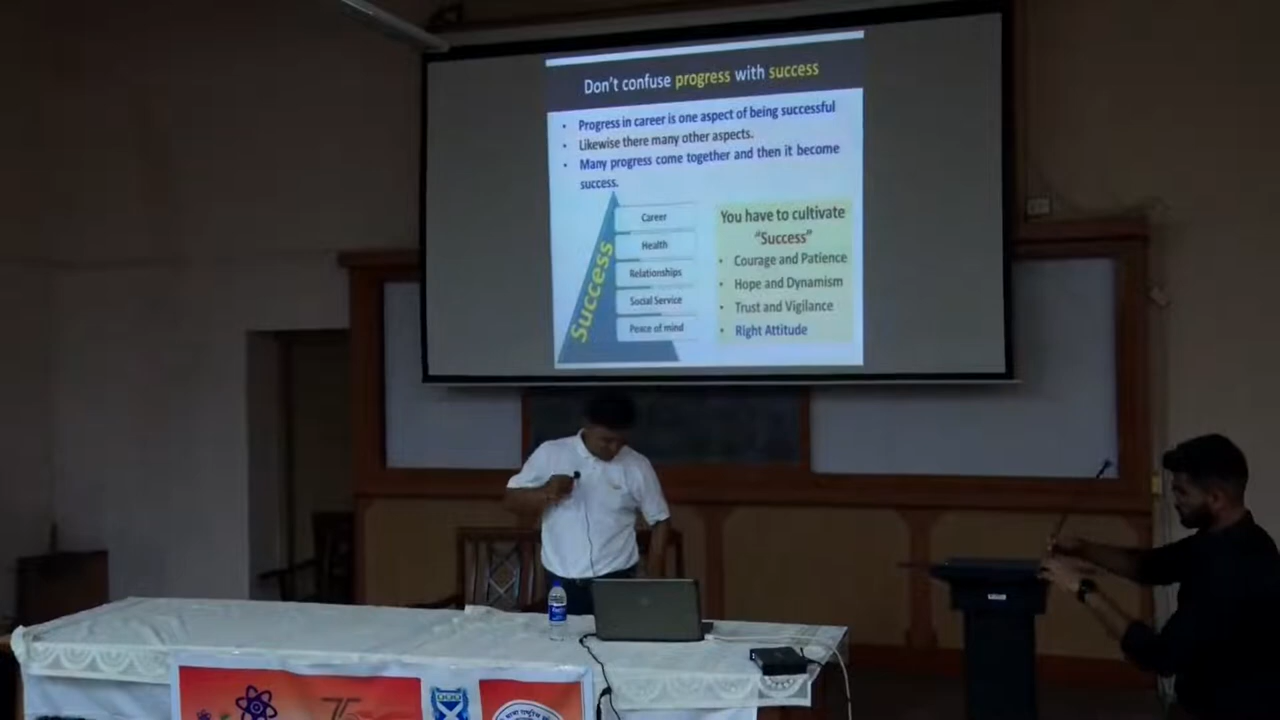 Don't confuse progress with success
• Progress in career is one aspect of being successful
• Likewise there many other aspects.
• Many progress come together and then it become
success.
Success
Career
Health
Relationships
Social Service
Peace of mind
You have to cultivate
"Success"
• Courage and Patience
• Hope and Dynamism
• Trust and Vigilance
• Right Attitude
75